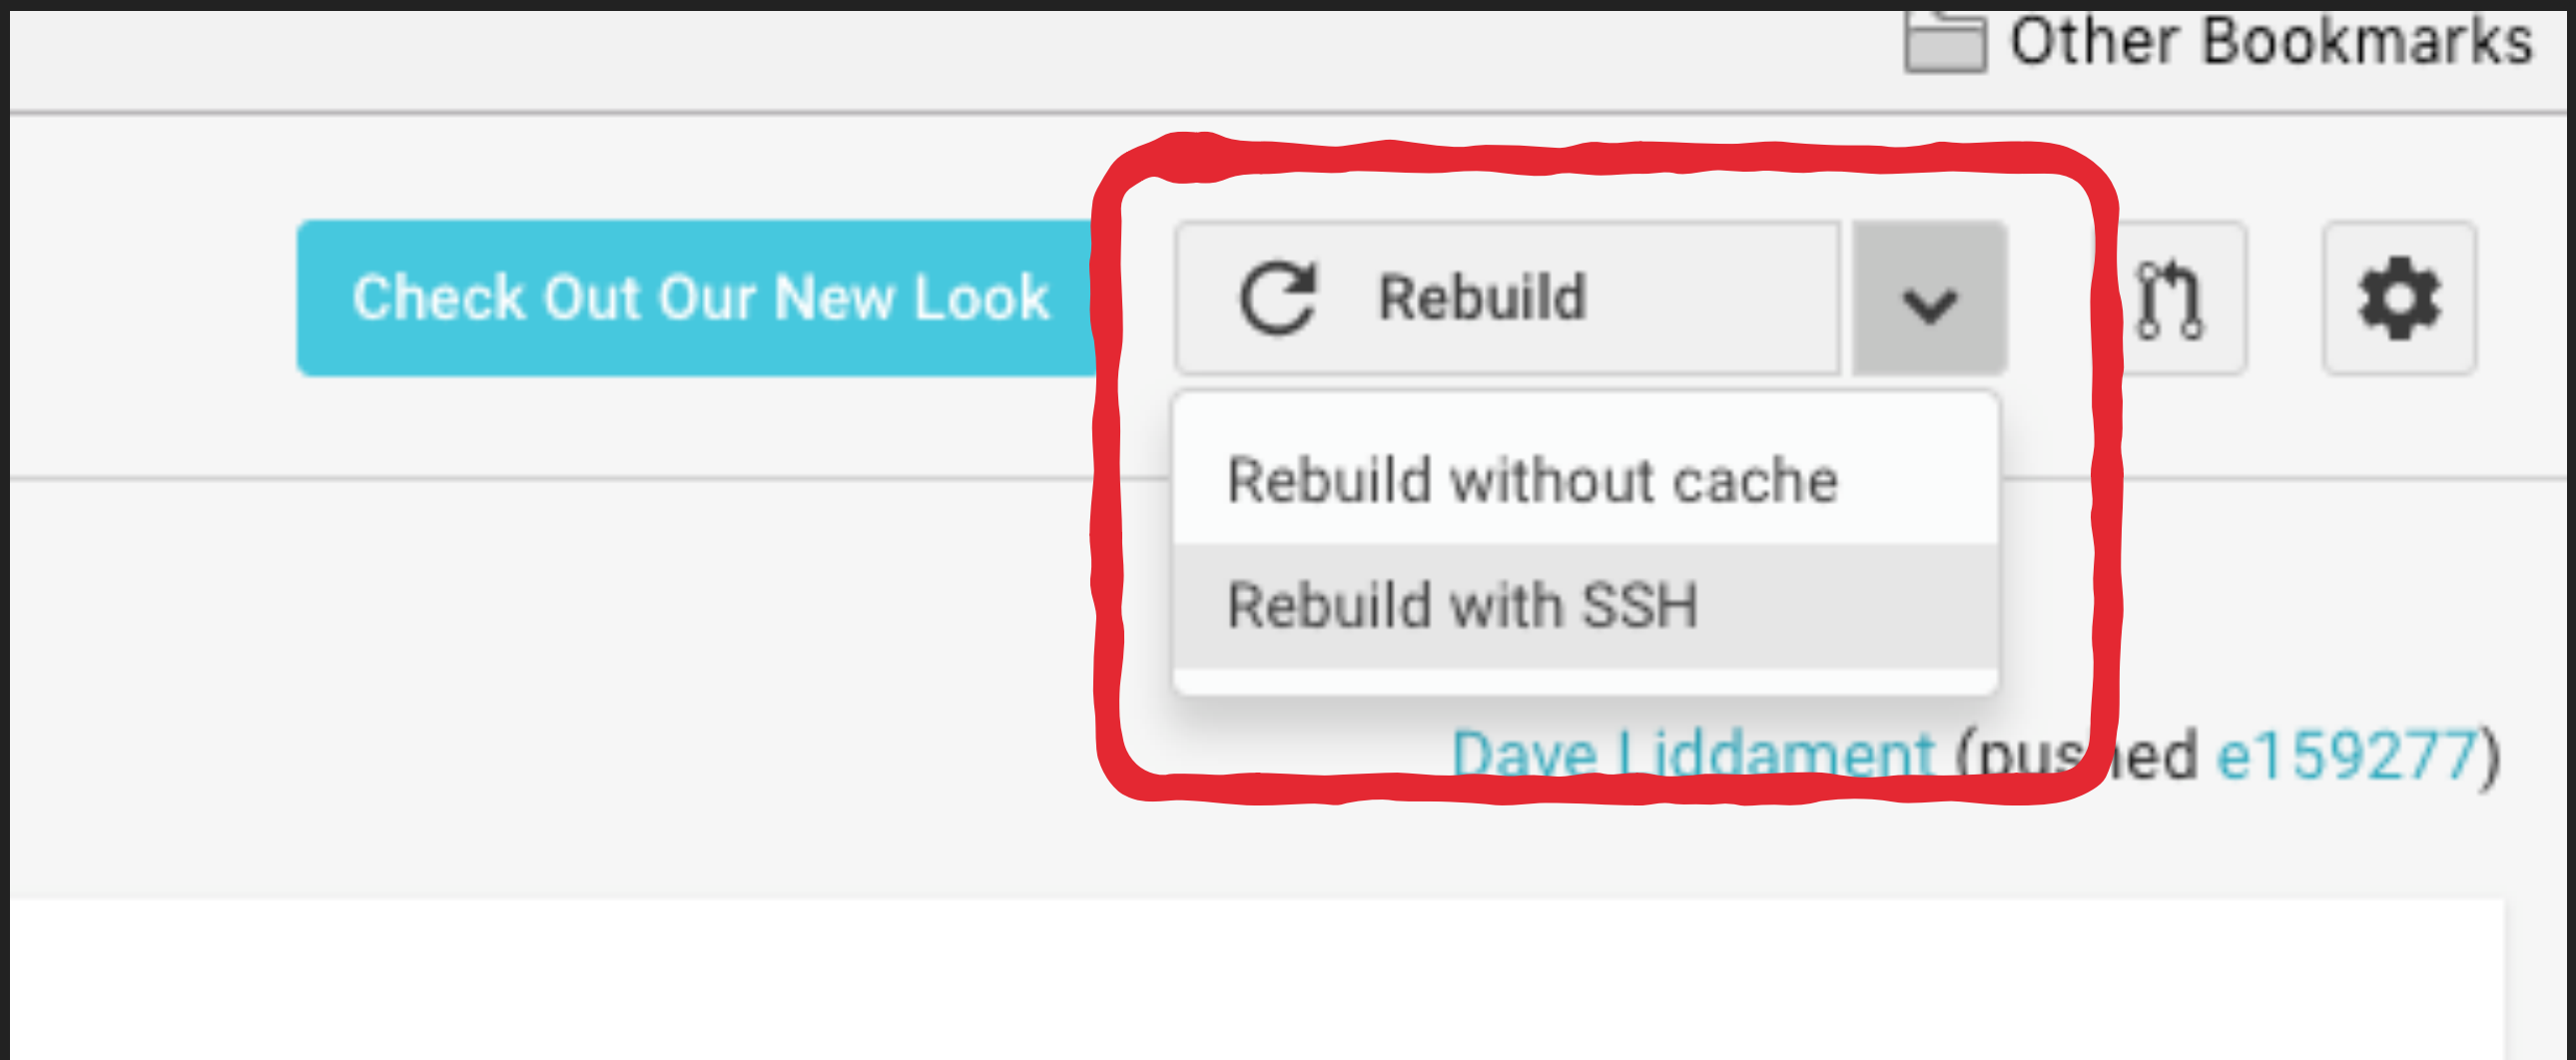 Other Bookmarks
Check Out Our New Look
Rebuild
Rebuild without cache
Rebuild with SSH
Dave Liddament (pushed e159277)